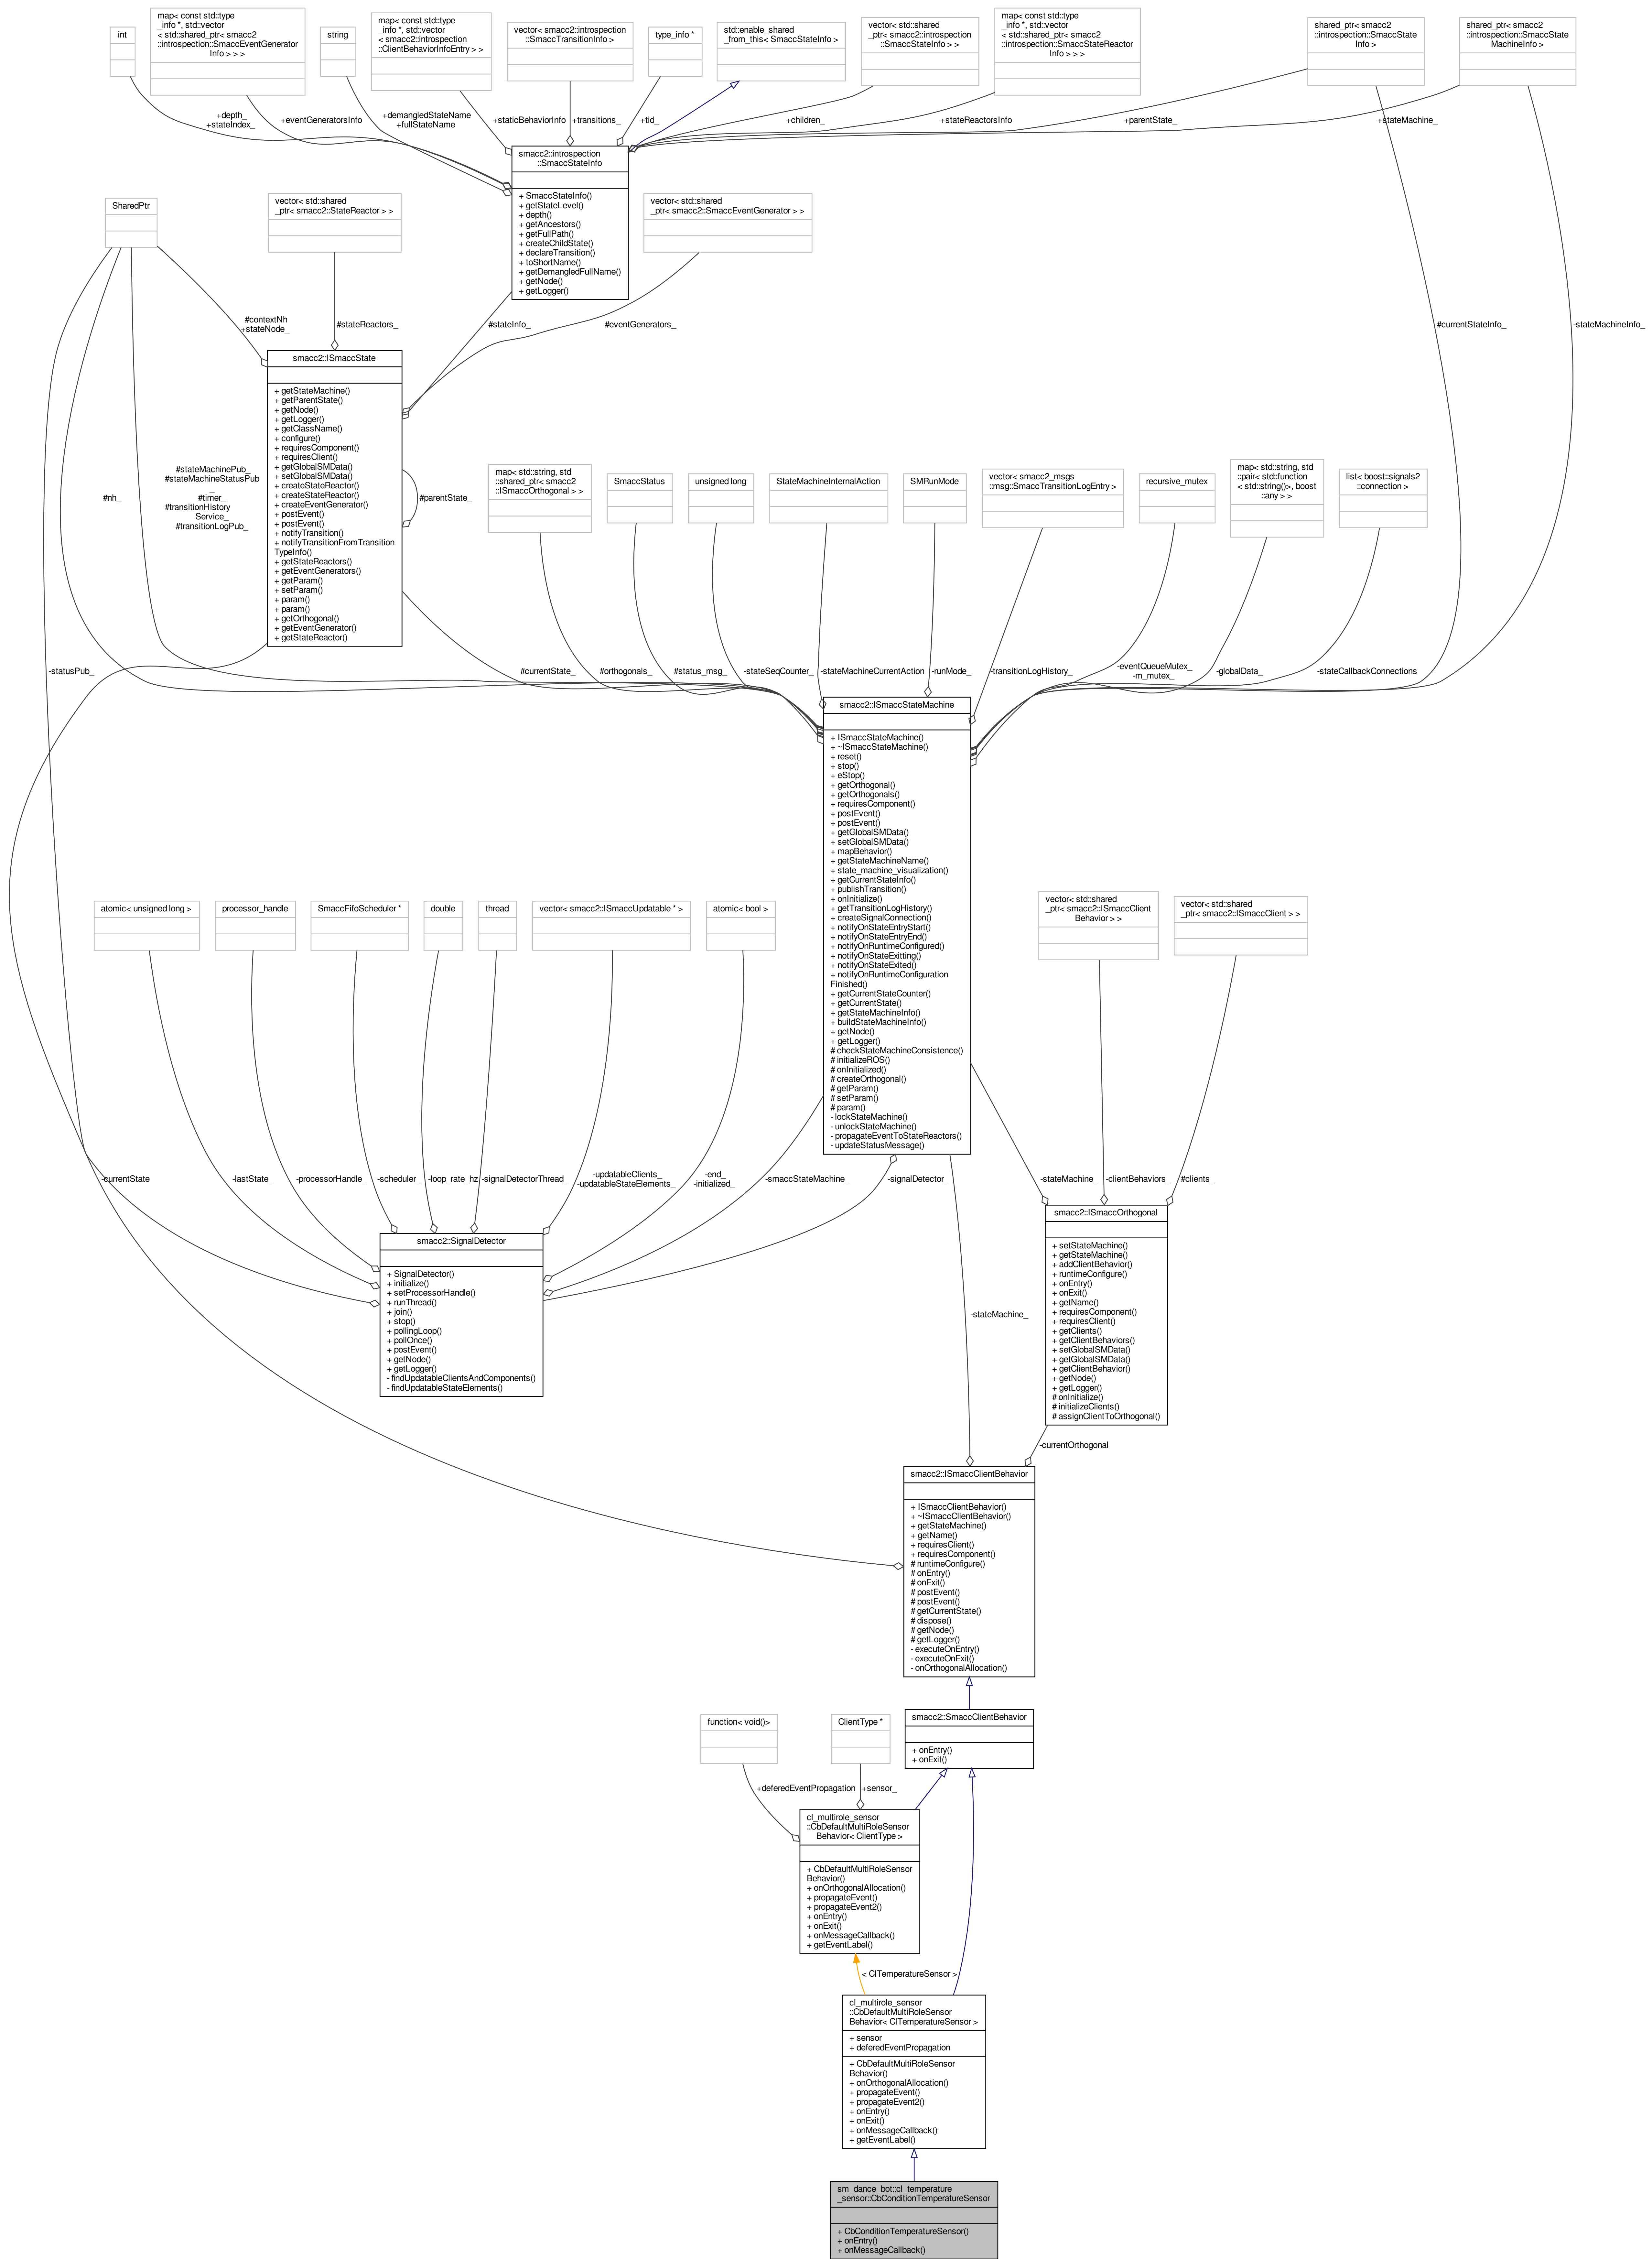 int
map< const std::type
_info *, std::vector
< std::shared_ptr< smacc2
::introspection::SmaccEventGenerator
Info > > >
string
map< const std::type
_info *, std::vector
< smacc2::introspection
::ClientBehaviorInfoEntry > >
vector< smacc2::introspection
::SmaccTransitionInfo >
type_info *
std::enable_shared
_from_this< SmaccStateInfo >
vector< std::shared
_ptr< smacc2::introspection
::SmaccStateInfo > >
map< const std::type
_info *, std::vector
< std::shared_ptr< smacc2
::introspection::SmaccStateReactor
Info > > >
shared_ptr< smacc2
::introspection::SmaccState
Info >
shared_ptr< smacc2
::introspection::SmaccState
MachineInfo >
+depth_
+stateIndex_
+eventGeneratorsInfo
+demangledStateName
+fullStateName
+staticBehaviorInfo
+transitions_
+tid_
+children_
+stateReactorsInfo
+parentState_
+stateMachine_
smacc2::introspection
::SmaccStateInfo
+ SmaccStateInfo()
+ getStateLevel()
+ depth()
+ getAncestors()
+ getFullPath()
+ createChildState()
+ declareTransition()
+ toShortName()
+ getDemangledFullName()
+ getNode()
+ getLogger()
SharedPtr
vector< std::shared
_ptr< smacc2::StateReactor > >
vector< std::shared
_ptr< smacc2::SmaccEventGenerator > >
#contextNh
+stateNode_
#stateReactors_
#stateInfo_
#eventGenerators_
#currentStateInfo_
-stateMachineInfo_
smacc2::ISmaccState
+ getStateMachine()
+ getParentState()
+ getNode()
+ getLogger()
+ getClassName()
+ configure()
+ requiresComponent()
+ requiresClient()
+ getGlobalSMData()
+ setGlobalSMData()
+ createStateReactor()
+ createStateReactor()
+ createEventGenerator()
+ postEvent()
+ postEvent()
+ notifyTransition()
+ notifyTransitionFromTransition
TypeInfo()
+ getStateReactors()
+ getEventGenerators()
+ getParam()
+ setParam()
+ param()
+ param()
+ getOrthogonal()
+ getEventGenerator()
+ getStateReactor()
#parentState_
#nh_
#stateMachinePub_
#stateMachineStatusPub
_
#timer_
#transitionHistory
Service_
#transitionLogPub_
map< std::string, std
::shared_ptr< smacc2
::ISmaccOrthogonal > >
SmaccStatus
unsigned long
StateMachineInternalAction
SMRunMode
vector< smacc2_msgs
::msg::SmaccTransitionLogEntry >
recursive_mutex
map< std::string, std
::pair< std::function
< std::string()>, boost
::any > >
list< boost::signals2
::connection >
-statusPub_
#currentState_
#orthogonals_
#status_msg_
-stateSeqCounter_
-stateMachineCurrentAction
-runMode_
-transitionLogHistory_
-eventQueueMutex_
-m_mutex_
-globalData_
-stateCallbackConnections
smacc2::ISmaccStateMachine
+ ISmaccStateMachine()
+ ~ISmaccStateMachine()
+ reset()
+ stop()
+ eStop()
+ getOrthogonal()
+ getOrthogonals()
+ requiresComponent()
+ postEvent()
+ postEvent()
+ getGlobalSMData()
+ setGlobalSMData()
+ mapBehavior()
+ getStateMachineName()
+ state_machine_visualization()
+ getCurrentStateInfo()
+ publishTransition()
+ onInitialize()
+ getTransitionLogHistory()
+ createSignalConnection()
+ notifyOnStateEntryStart()
+ notifyOnStateEntryEnd()
+ notifyOnRuntimeConfigured()
+ notifyOnStateExitting()
+ notifyOnStateExited()
+ notifyOnRuntimeConfiguration
Finished()
+ getCurrentStateCounter()
+ getCurrentState()
+ getStateMachineInfo()
+ buildStateMachineInfo()
+ getNode()
+ getLogger()
# checkStateMachineConsistence()
# initializeROS()
# onInitialized()
# createOrthogonal()
# getParam()
# setParam()
# param()
- lockStateMachine()
- unlockStateMachine()
- propagateEventToStateReactors()
- updateStatusMessage()
atomic< unsigned long >
processor_handle
SmaccFifoScheduler *
double
thread
vector< smacc2::ISmaccUpdatable * >
atomic< bool >
vector< std::shared
_ptr< smacc2::ISmaccClient
Behavior > >
vector< std::shared
_ptr< smacc2::ISmaccClient > >
-currentState
-lastState_
-processorHandle_
-scheduler_
-loop_rate_hz
-signalDetectorThread_
-updatableClients_
-updatableStateElements_
-end_
-initialized_
-smaccStateMachine_
-signalDetector_
-stateMachine_
-clientBehaviors_
#clients_
smacc2::SignalDetector
+ SignalDetector()
+ initialize()
+ setProcessorHandle()
+ runThread()
+ join()
+ stop()
+ pollingLoop()
+ pollOnce()
+ postEvent()
+ getNode()
+ getLogger()
- findUpdatableClientsAndComponents()
- findUpdatableStateElements()
smacc2::ISmaccOrthogonal
+ setStateMachine()
+ getStateMachine()
+ addClientBehavior()
+ runtimeConfigure()
+ onEntry()
+ onExit()
+ getName()
+ requiresComponent()
+ requiresClient()
+ getClients()
+ getClientBehaviors()
+ setGlobalSMData()
+ getGlobalSMData()
+ getClientBehavior()
+ getNode()
+ getLogger()
# onInitialize()
# initializeClients()
# assignClientToOrthogonal()
-stateMachine_
-currentOrthogonal
smacc2::ISmaccClientBehavior
+ ISmaccClientBehavior()
+ ~ISmaccClientBehavior()
+ getStateMachine()
+ getName()
+ requiresClient()
+ requiresComponent()
# runtimeConfigure()
# onEntry()
# onExit()
# postEvent()
# postEvent()
# getCurrentState()
# dispose()
# getNode()
# getLogger()
- executeOnEntry()
- executeOnExit()
- onOrthogonalAllocation()
function< void()>
ClientType *
smacc2::SmaccClientBehavior
+ onEntry()
+ onExit()
+deferedEventPropagation
+sensor_
cl_multirole_sensor
::CbDefaultMultiRoleSensor
Behavior< ClientType >
+ CbDefaultMultiRoleSensor
Behavior()
+ onOrthogonalAllocation()
+ propagateEvent()
+ propagateEvent2()
+ onEntry()
+ onExit()
+ onMessageCallback()
+ getEventLabel()
< ClTemperatureSensor >
cl_multirole_sensor
::CbDefaultMultiRoleSensor
Behavior< ClTemperatureSensor >
+ sensor_
+ deferedEventPropagation
+ CbDefaultMultiRoleSensor
Behavior()
+ onOrthogonalAllocation()
+ propagateEvent()
+ propagateEvent2()
+ onEntry()
+ onExit()
+ onMessageCallback()
+ getEventLabel()
sm_dance_bot::cl_temperature
_sensor::CbConditionTemperatureSensor
+ CbConditionTemperatureSensor()
+ onEntry()
+ onMessageCallback()